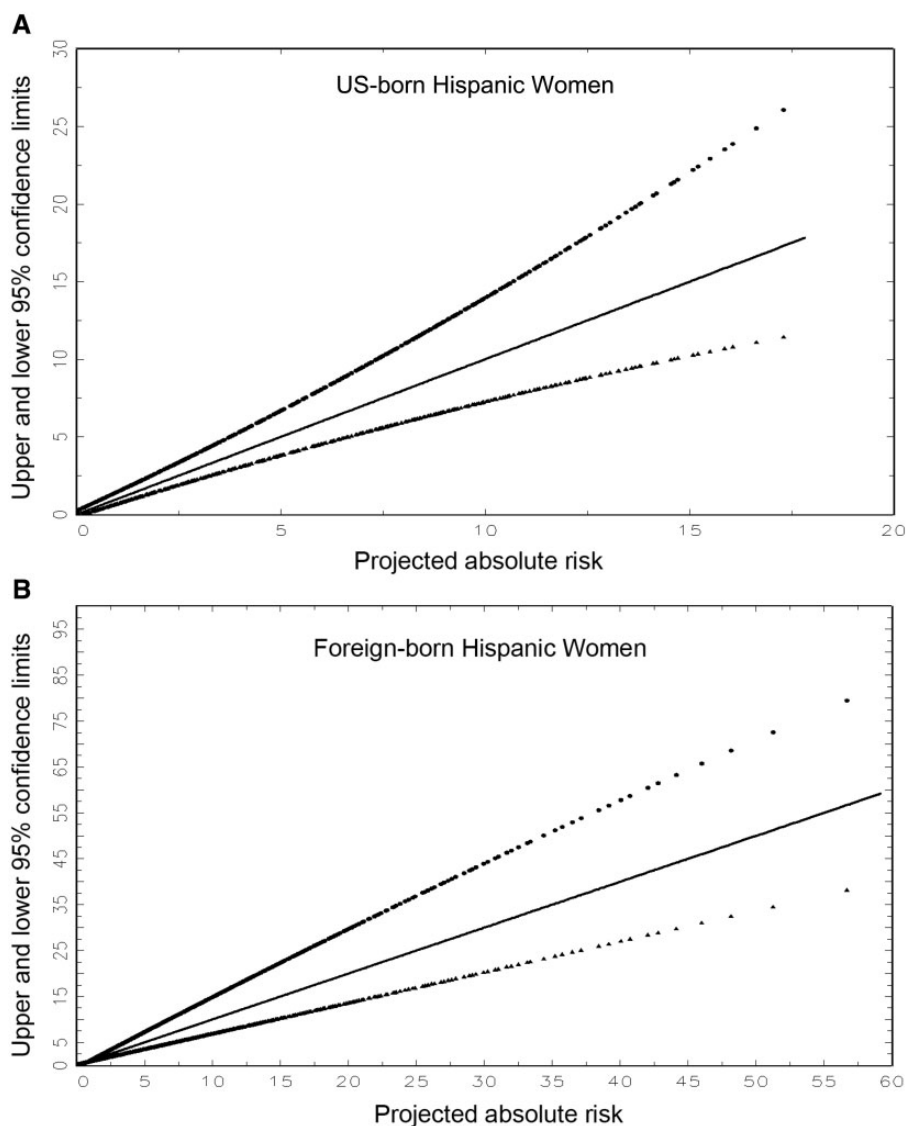 A
US-born Hispanic Women
Upper and lower 95% confidence limits
30
25
20
15
10
5
0
0 5 10 15 20
Projected absolute risk
B
Foreign-born Hispanic Women
Upper and lower 95% confidence limits
95
85
75
65
55
45
35
25
15
5
0
0 5 10 15 20 25 30 35 40 45 50 55 60
Projected absolute risk